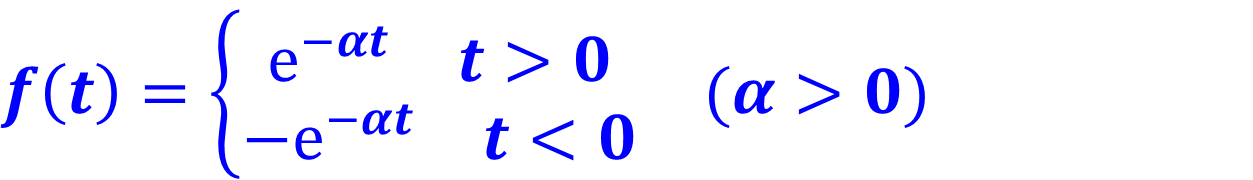 f(t) = { e^{-αt} t > 0
-e^{-αt} t < 0 (α > 0)